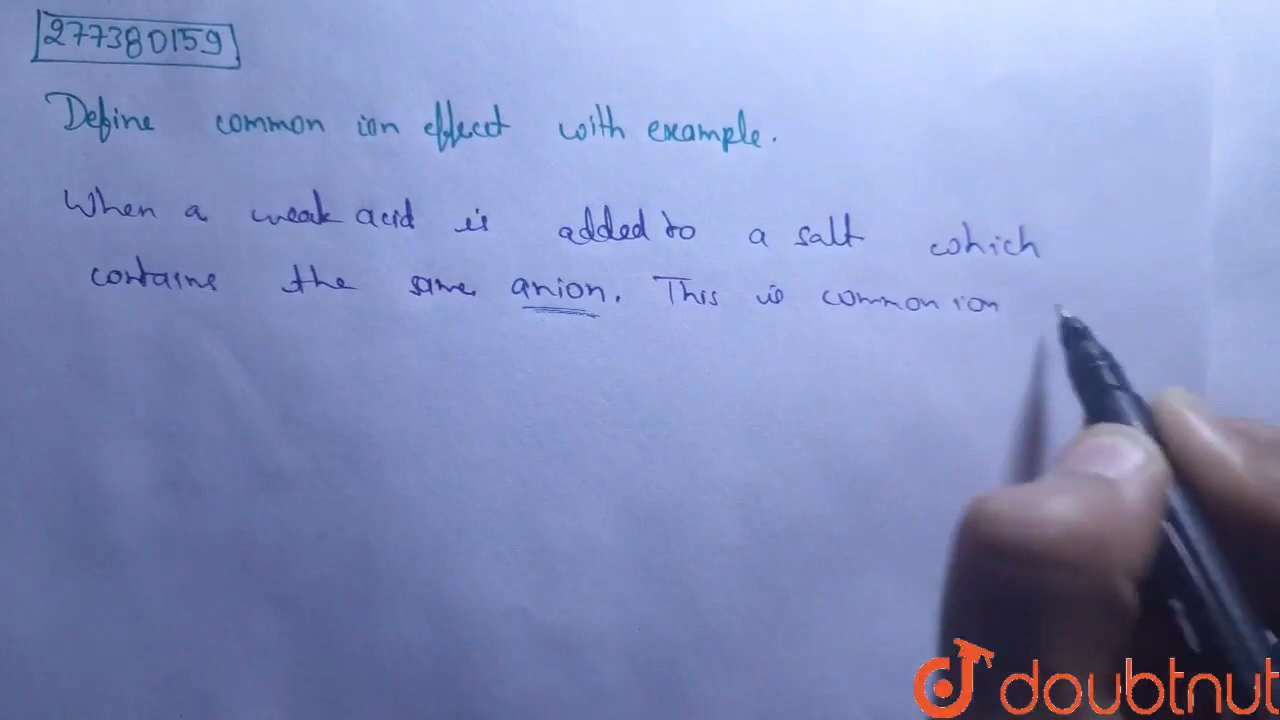 277380159
Define common ion effect with example.
When a weak acid is added to a salt which
contains the same anion. This is common ion
doubtnut